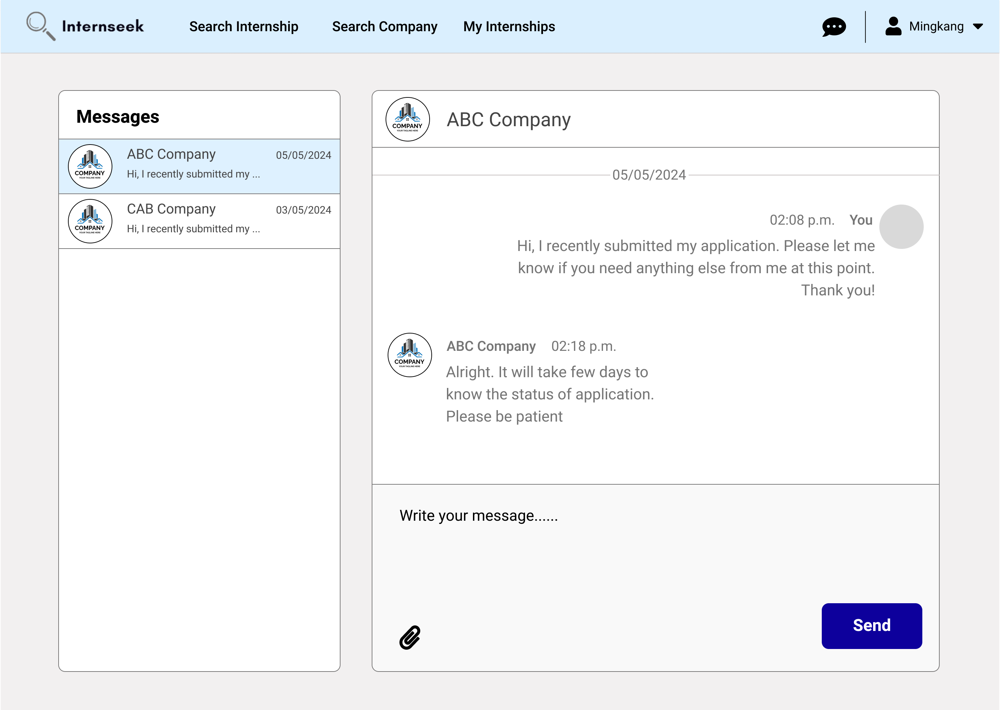 Internseek
Search Internship
Search Company
My Internships
Mingkang
Messages
COMPANY
YOUR TAGLINE HERE
ABC Company
05/05/2024
Hi, I recently submitted my ...
COMPANY
YOUR TAGLINE HERE
CAB Company
03/05/2024
Hi, I recently submitted my ...
COMPANY
YOUR TAGLINE HERE
ABC Company
05/05/2024
02:08 p.m. You
Hi, I recently submitted my application. Please let me
know if you need anything else from me at this point.
Thank you!
COMPANY
YOUR TAGLINE HERE
ABC Company 02:18 p.m.
Alright. It will take few days to
know the status of application.
Please be patient
Write your message......
Send